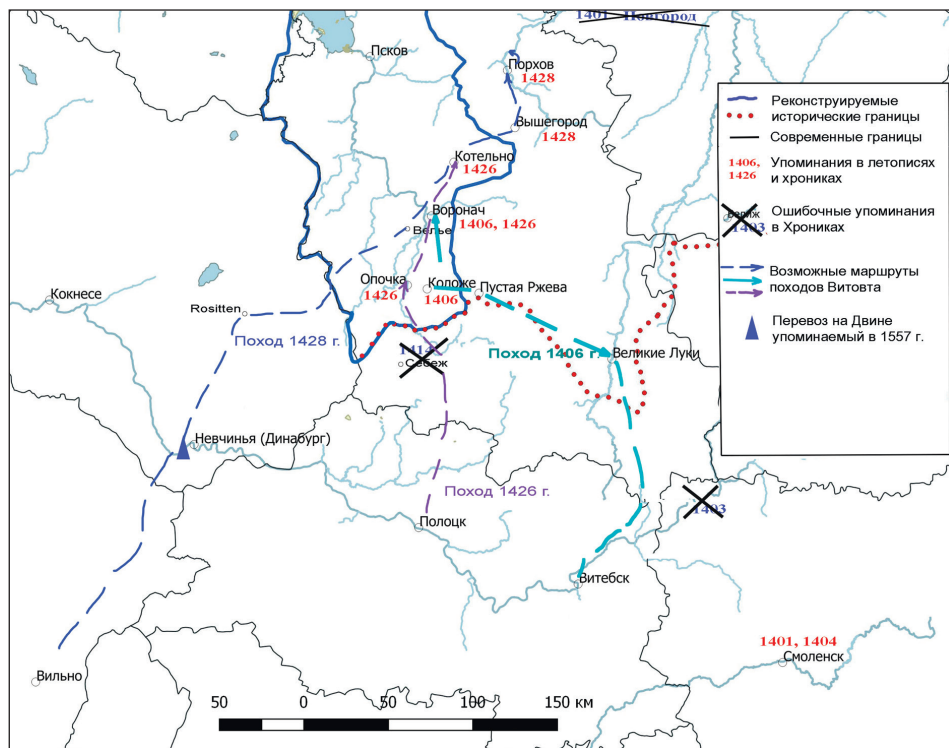 1401 Новгород
Псков
Порхов
1428
Вышегород
1428
Котельно
1426
Воронач
1406, 1426
Велье
Опочка
1426
Коложе
1406
Пустая Ржева
Кокнесе
Rositten
Поход 1428 г.
1414
Себеж
Поход 1406 г.
Великие Луки
Невчинья (Динабург)
Поход 1426 г.
Полоцк
1403
Витебск
1401, 1404
Смоленск
Вильно
50 0 50 100 150 км
Реконструируемые
исторические границы
Современные границы
1406,
1426
Упоминания в летописях
и хрониках
Велиж
1403
Ошибочные упоминания
в Хрониках
Возможные маршруты
походов Витовта
Перевоз на Двине
упоминаемый в 1557 г.